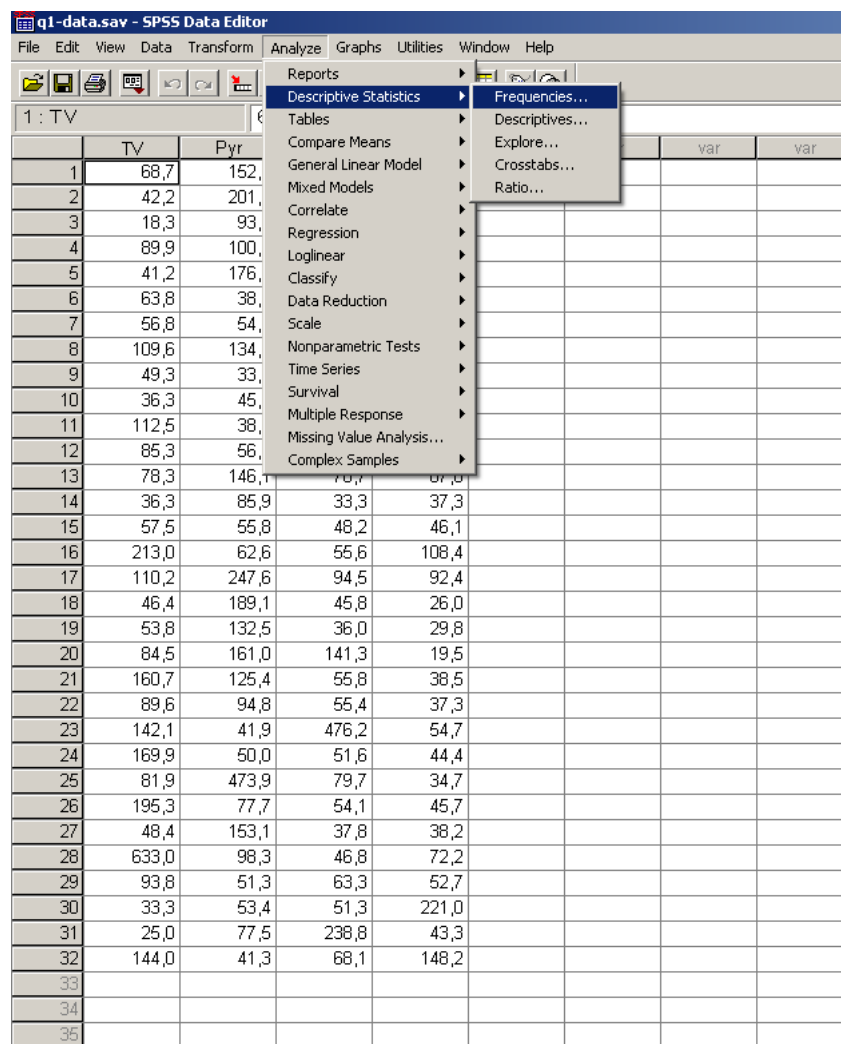 q1-data.sav - SPSS Data Editor
File Edit View Data Transform Analyze Graphs Utilities Window Help
Reports
Descriptive Statistics
Tables
Compare Means
General Linear Model
Mixed Models
Correlate
Regression
Loglinear
Classify
Data Reduction
Scale
Nonparametric Tests
Time Series
Survival
Multiple Response
Missing Value Analysis...
Complex Samples
Frequencies...
Descriptives...
Explore...
Crosstabs...
Ratio...
1 : TV
TV Pyr var var
1 68,7 152,
2 42,2 201,
3 18,3 93,
4 89,9 100,
5 41,2 176,
6 63,8 38,
7 56,8 54,
8 109,6 134,
9 49,3 33,
10 36,3 45,
11 112,5 38,
12 85,3 56,
13 78,3 146,1
14 36,3 85,9 33,3 37,3
15 57,5 55,8 48,2 46,1
16 213,0 62,6 55,6 108,4
17 110,2 247,6 94,5 92,4
18 46,4 189,1 45,8 26,0
19 53,8 132,5 36,0 29,8
20 84,5 161,0 141,3 19,5
21 160,7 125,4 55,8 38,5
22 89,6 94,8 55,4 37,3
23 142,1 41,9 476,2 54,7
24 169,9 50,0 51,6 44,4
25 81,9 473,9 79,7 34,7
26 195,3 77,7 54,1 45,7
27 48,4 153,1 37,8 38,2
28 633,0 98,3 46,8 72,2
29 93,8 51,3 63,3 52,7
30 33,3 53,4 51,3 221,0
31 25,0 77,5 238,8 43,3
32 144,0 41,3 68,1 148,2
33
34
35